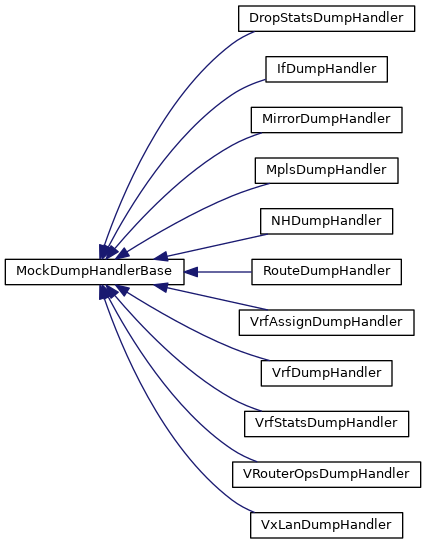 DropStatsDumpHandler
IfDumpHandler
MirrorDumpHandler
MplsDumpHandler
NHDumpHandler
MockDumpHandlerBase
RouteDumpHandler
VrfAssignDumpHandler
VrfDumpHandler
VrfStatsDumpHandler
VRouterOpsDumpHandler
VxLanDumpHandler